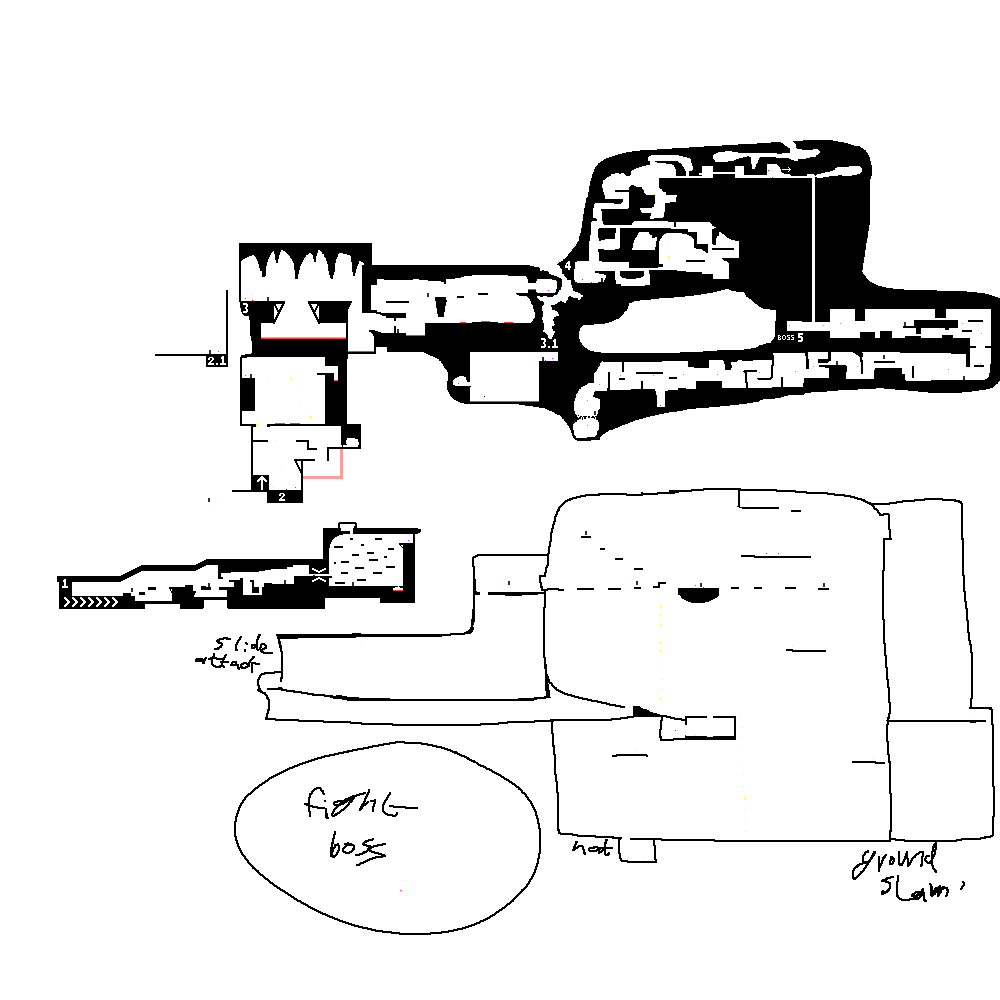 4
3
3.1
BOSS 5
2.1
2
1
slide
attack
fight
boss
not
ground
slam